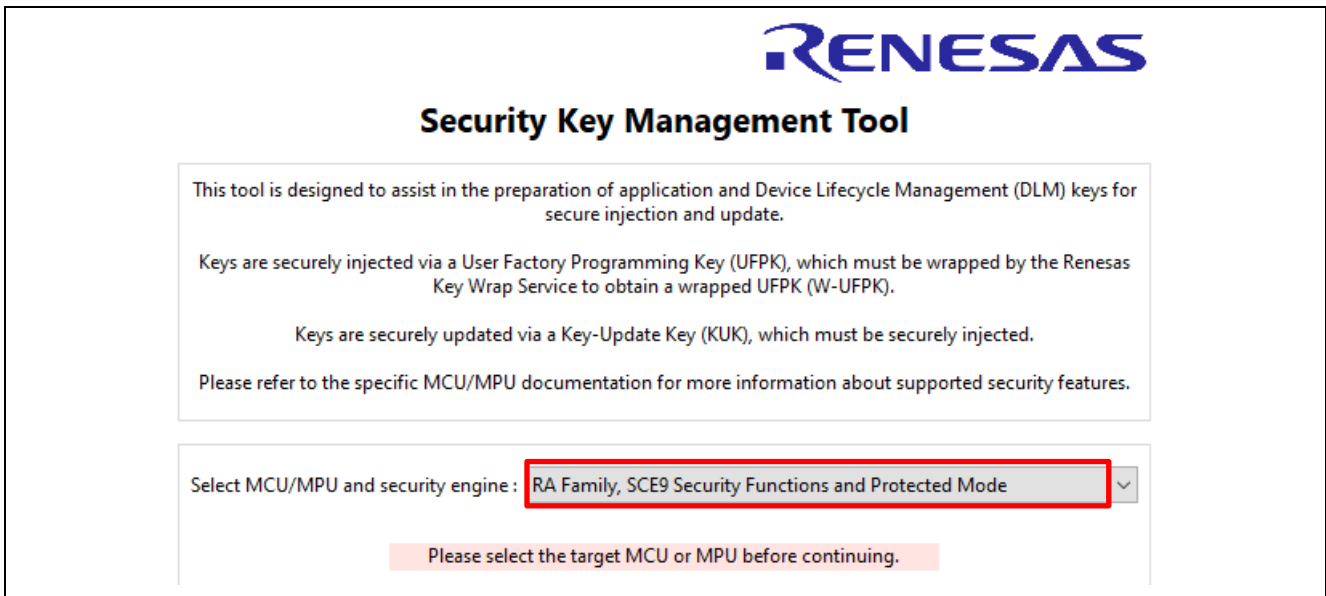 RENESAS
Security Key Management Tool
This tool is designed to assist in the preparation of application and Device Lifecycle Management (DLM) keys for
secure injection and update.
Keys are securely injected via a User Factory Programming Key (UFPK), which must be wrapped by the Renesas
Key Wrap Service to obtain a wrapped UFPK (W-UFPK).
Keys are securely updated via a Key-Update Key (KUK), which must be securely injected.
Please refer to the specific MCU/MPU documentation for more information about supported security features.
Select MCU/MPU and security engine : RA Family, SCE9 Security Functions and Protected Mode
Please select the target MCU or MPU before continuing.